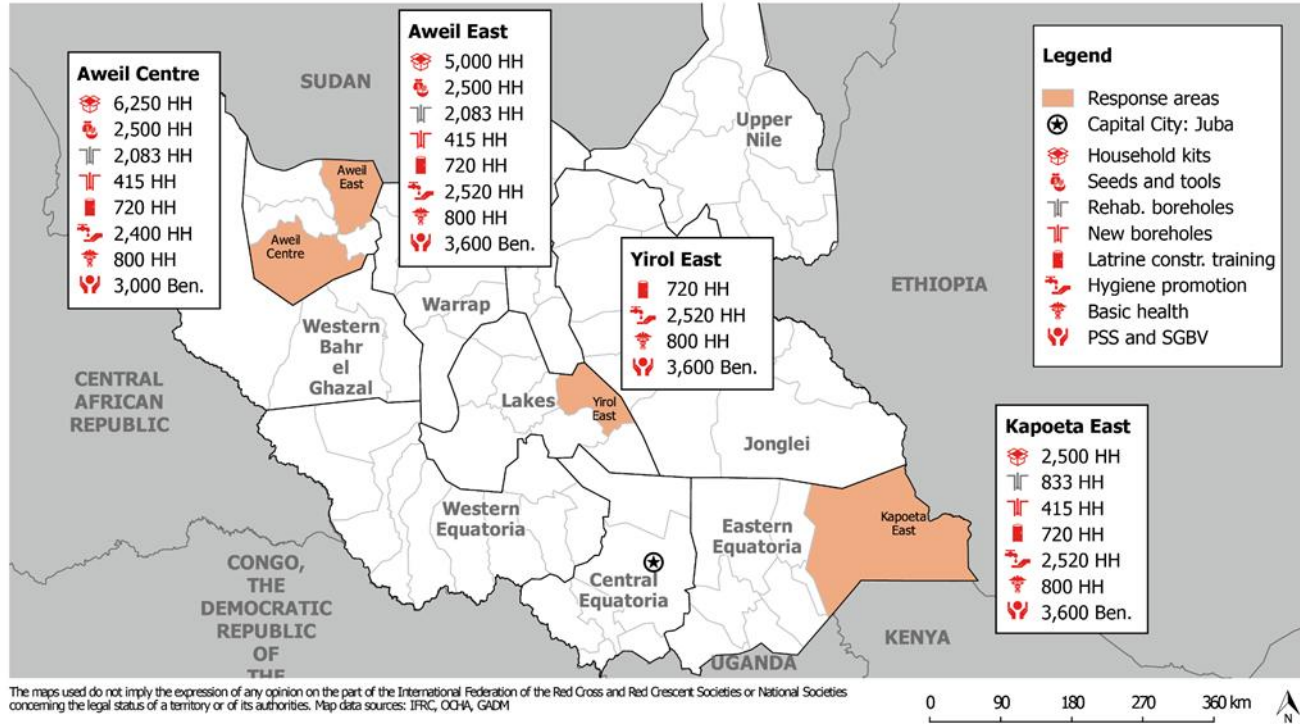 Aweil Centre
6,250 HH
2,500 HH
2,083 HH
415 HH
720 HH
2,400 HH
800 HH
3,000 Ben.
Aweil East
5,000 HH
2,500 HH
2,083 HH
415 HH
720 HH
2,520 HH
800 HH
3,600 Ben.
Yirol East
720 HH
2,520 HH
800 HH
3,600 Ben.
Kapoeta East
2,500 HH
833 HH
415 HH
720 HH
2,520 HH
800 HH
3,600 Ben.
Legend
Response areas
Capital City: Juba
Household kits
Seeds and tools
Rehab. boreholes
New boreholes
Latrine constr. training
Hygiene promotion
Basic health
PSS and SGBV
SUDAN
Upper
Nile
Aweil
East
Aweil
Centre
ETHIOPIA
Warrap
Western
Bahr
el
Ghazal
CENTRAL
AFRICAN
REPUBLIC
Lakes
Yirol
East
Jonglei
Western
Equatoria
Eastern
Equatoria
Kapoeta
East
Central
Equatoria
CONGO,
THE
DEMOCRATIC
REPUBLIC
OF
THE
UGANDA
KENYA
The maps used do not imply the expression of any opinion on the part of the International Federation of the Red Cross and Red Crescent Societies or National Societies
concerning the legal status of a territory or of its authorities. Map data sources: IFRC, OCHA, GADM
0 90 180 270 360 km
N